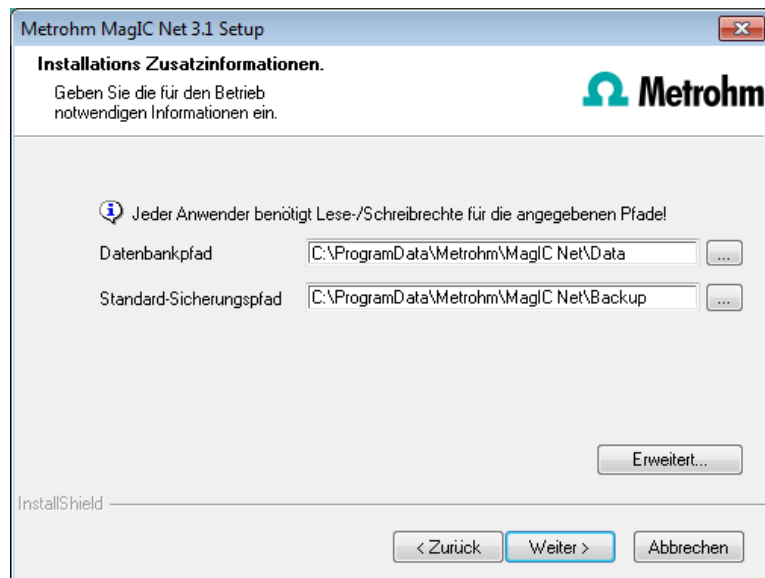 Metrohm MagIC Net 3.1 Setup
Installations Zusatzinformationen.
Geben Sie die für den Betrieb
notwendigen Informationen ein.
Metrohm
Jeder Anwender benötigt Lese-/Schreibrechte für die angegebenen Pfade!
Datenbankpfad C:\ProgramData\Metrohm\MagIC Net\Data ...
Standard-Sicherungspfad C:\ProgramData\Metrohm\MagIC Net\Backup ...
Erweitert...
InstallShield
< Zurück Weiter > Abbrechen